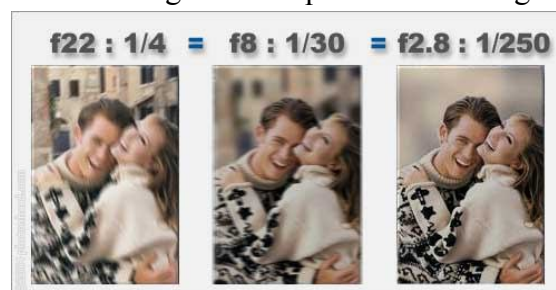 f22 : 1/4 = f8 : 1/30 = f2.8 : 1/250